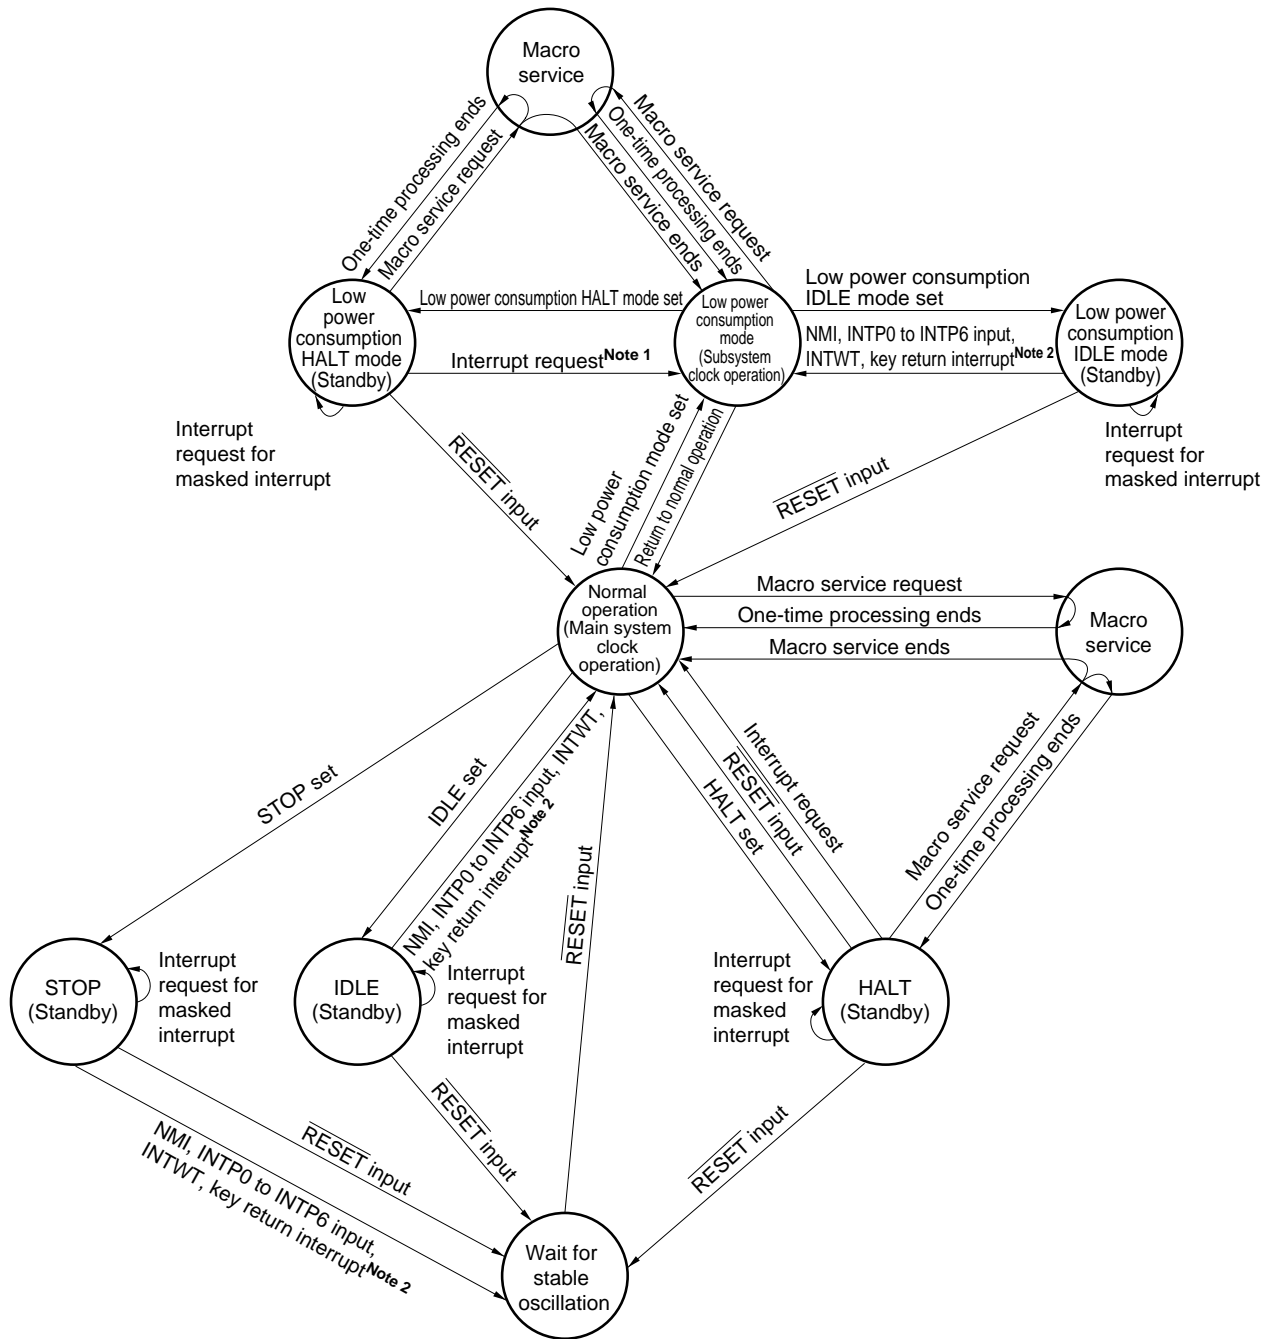 Macro
service
One-time processing ends
Macro service request
Macro service ends
One-time processing ends
Macro service request
Low
power
consumption
HALT mode
(Standby)
Low power consumption HALT mode set
Interrupt request Note 1
Low power
consumption
mode
(Subsystem
clock operation)
Low power consumption
IDLE mode set
NMI, INTP0 to INTP6 input,
INTWT, key return interrupt Note 2
Low power
consumption
IDLE mode
(Standby)
Interrupt
request for
masked interrupt
Interrupt
request for
masked interrupt
RESET input
Low power
consumption mode set
Return to normal operation
RESET input
Normal
operation
(Main system
clock
operation)
Macro service request
One-time processing ends
Macro service ends
Macro
service
STOP set
IDLE set
NMI, INTP0 to INTP6 input, INTWT,
key return interrupt Note 2
RESET input
HALT set
RESET input
Interrupt request
Macro service request
One-time processing ends
STOP
(Standby)
Interrupt
request for
masked
interrupt
IDLE
(Standby)
Interrupt
request for
masked
interrupt
Interrupt
request for
masked
interrupt
HALT
(Standby)
RESET input
NMI, INTP0 to INTP6 input,
INTWT, key return interrupt Note 2
RESET input
RESET input
Wait for
stable
oscillation